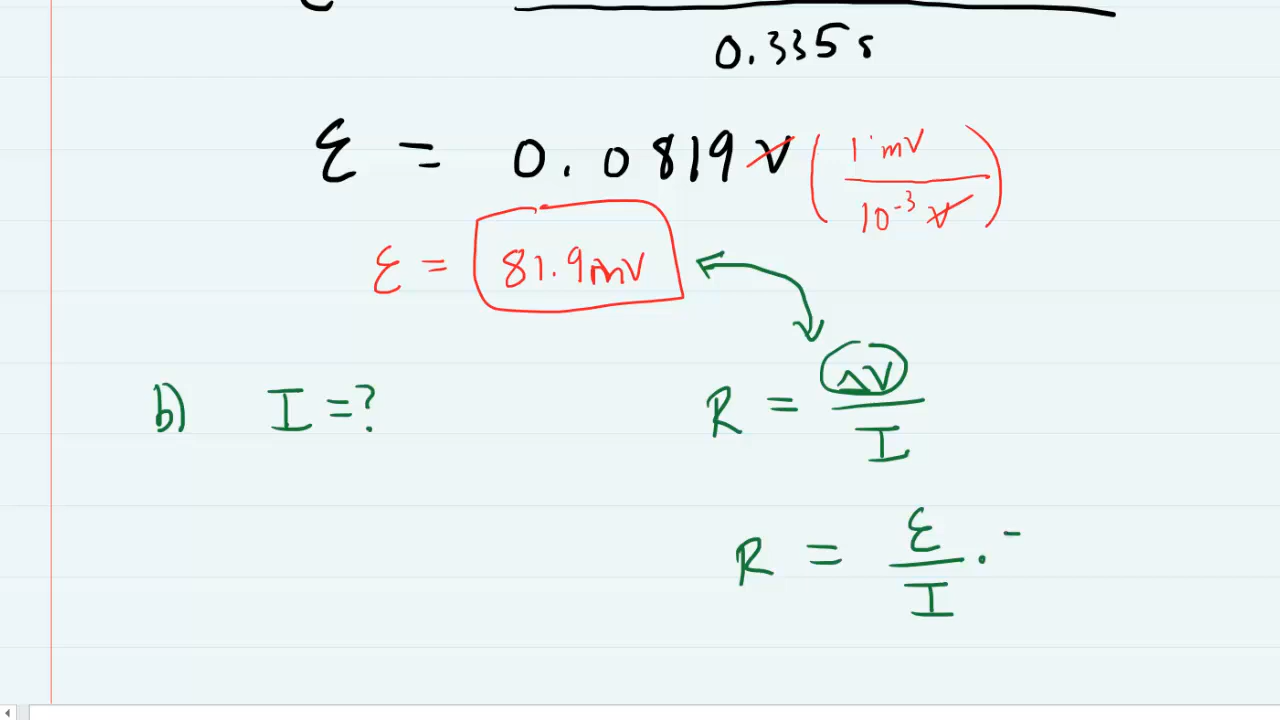 0.335 s
ε = 0.0819 V ( 1 mV / 10⁻³ V )
ε = 81.9 mV
b) I = ? R = ΔV / I
R = ε / I ·